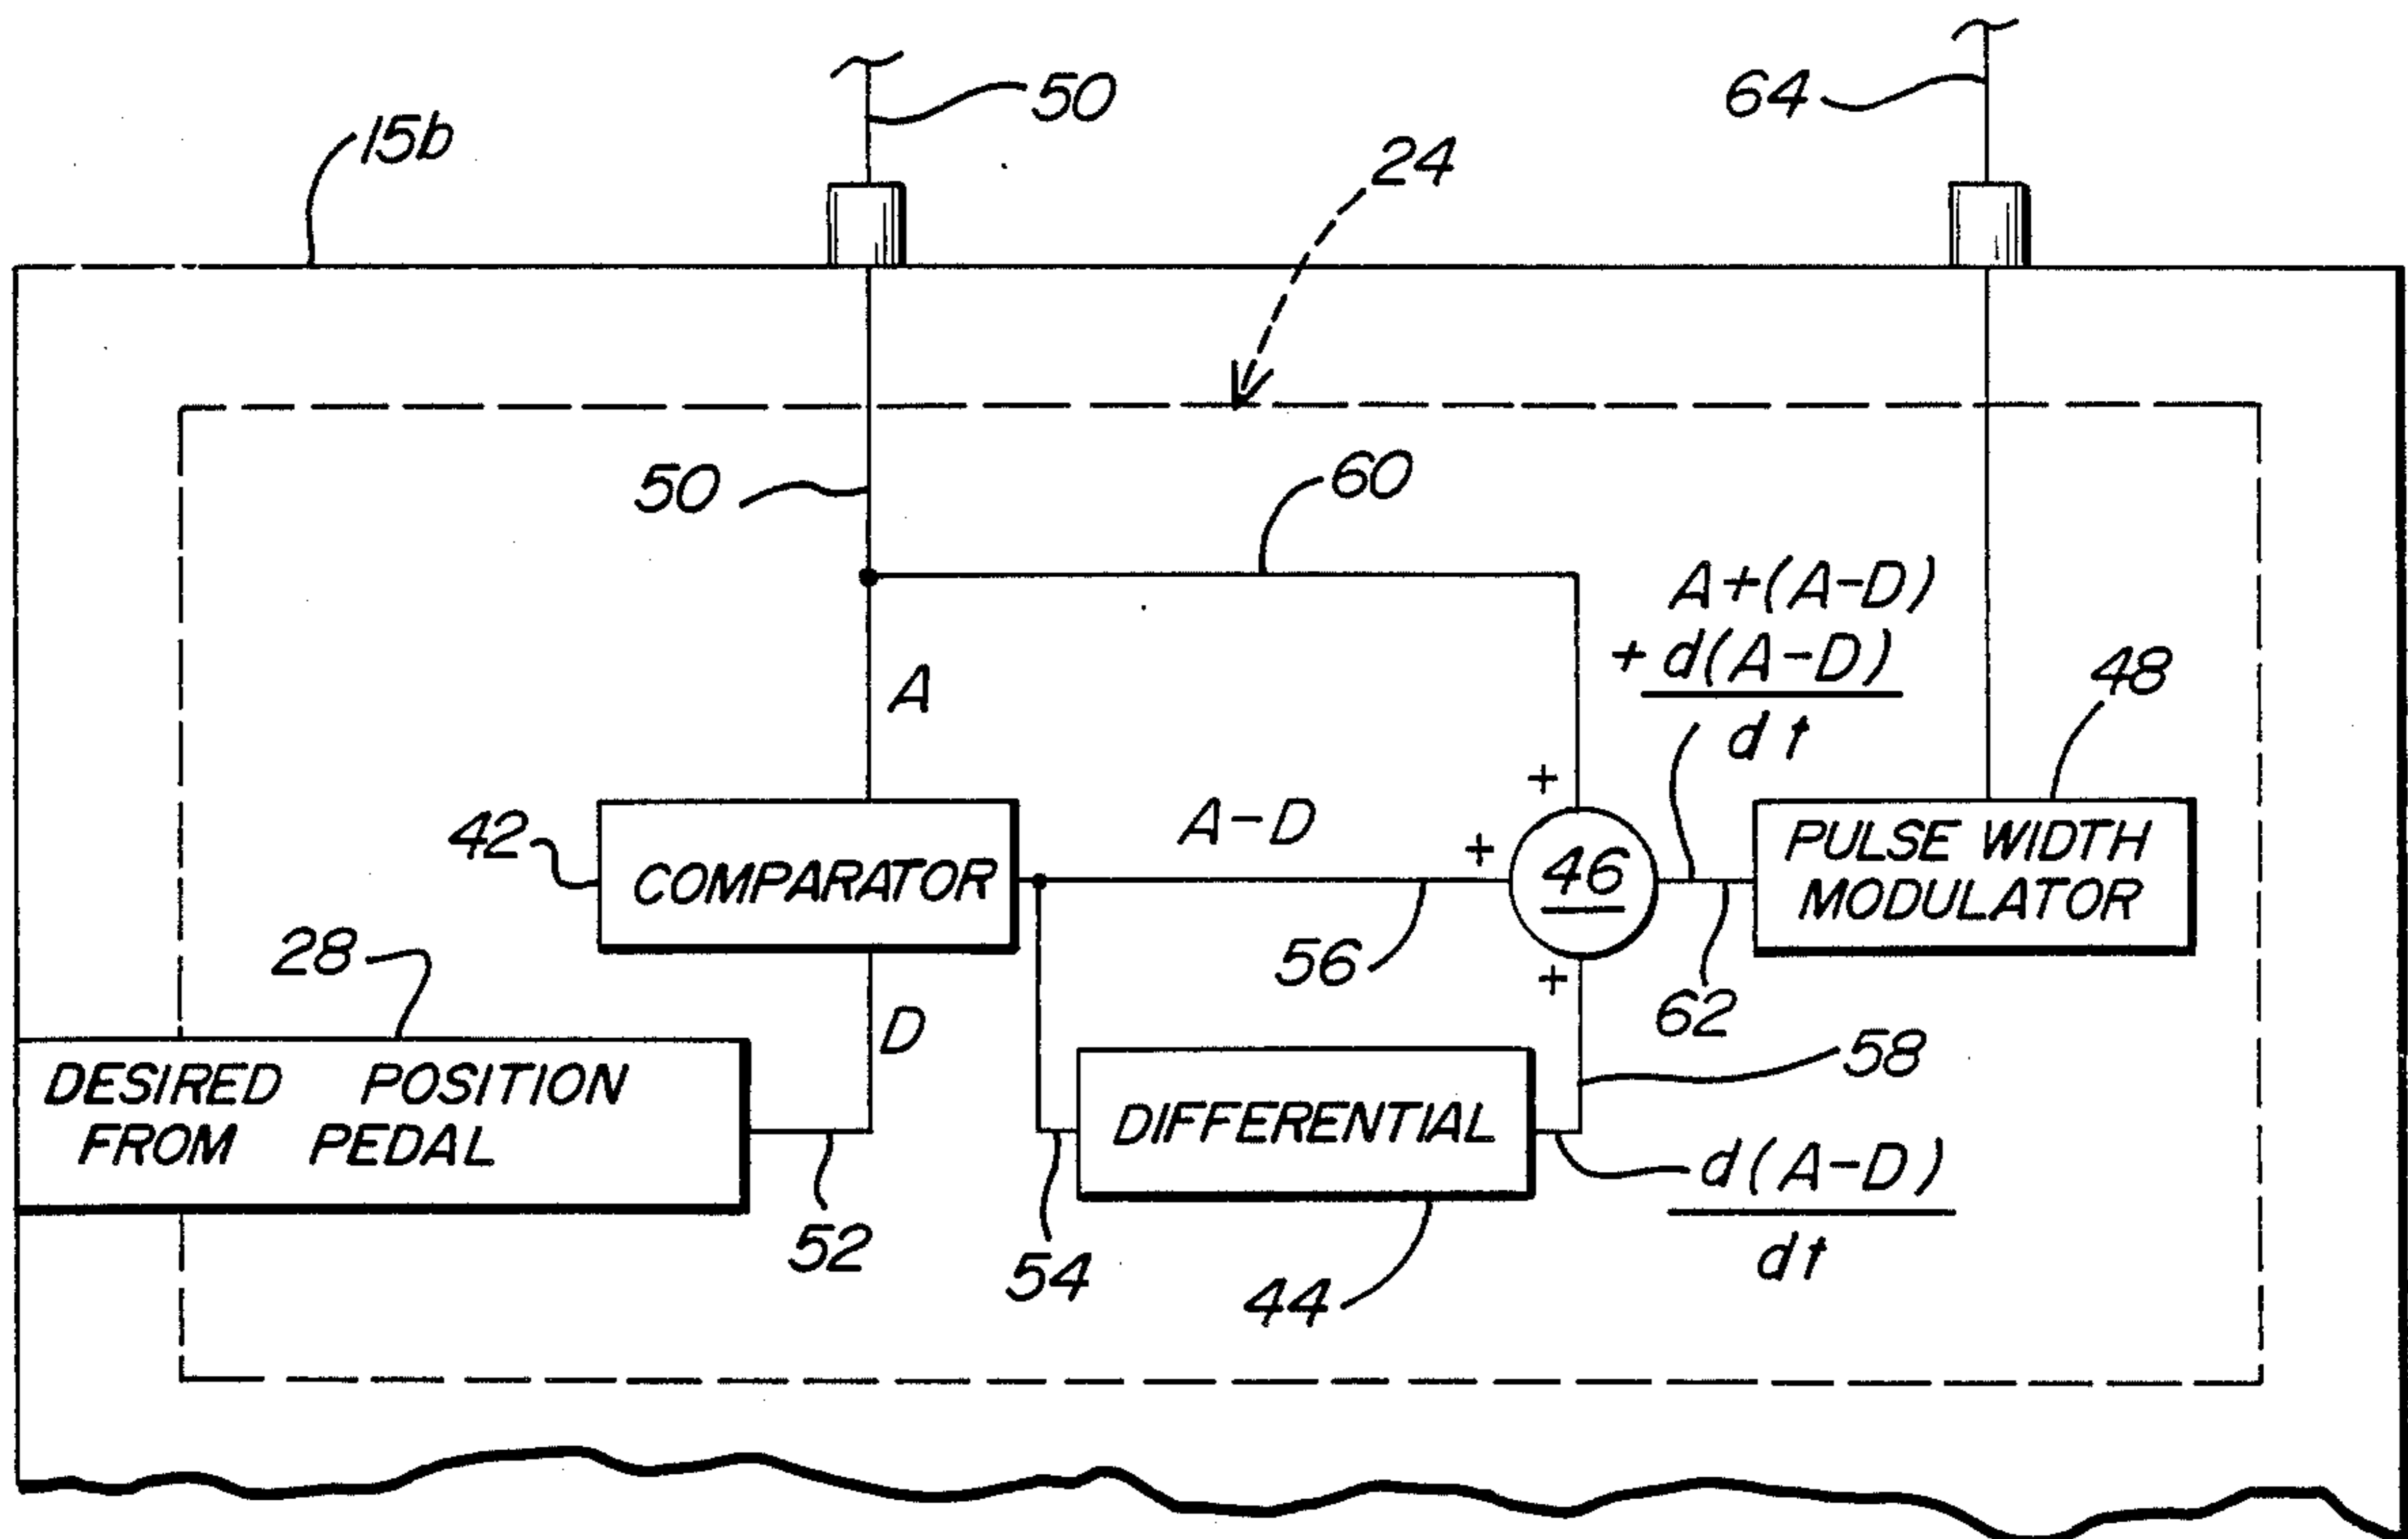 50
64
15b
24
50
60
A+(A-D)
+ d(A-D)
dt
48
A
+
42
COMPARATOR
A-D
+
46
PULSE WIDTH
MODULATOR
28
56
+
62
D
58
DESIRED POSITION
FROM PEDAL
DIFFERENTIAL
d(A-D)
dt
52
54
44